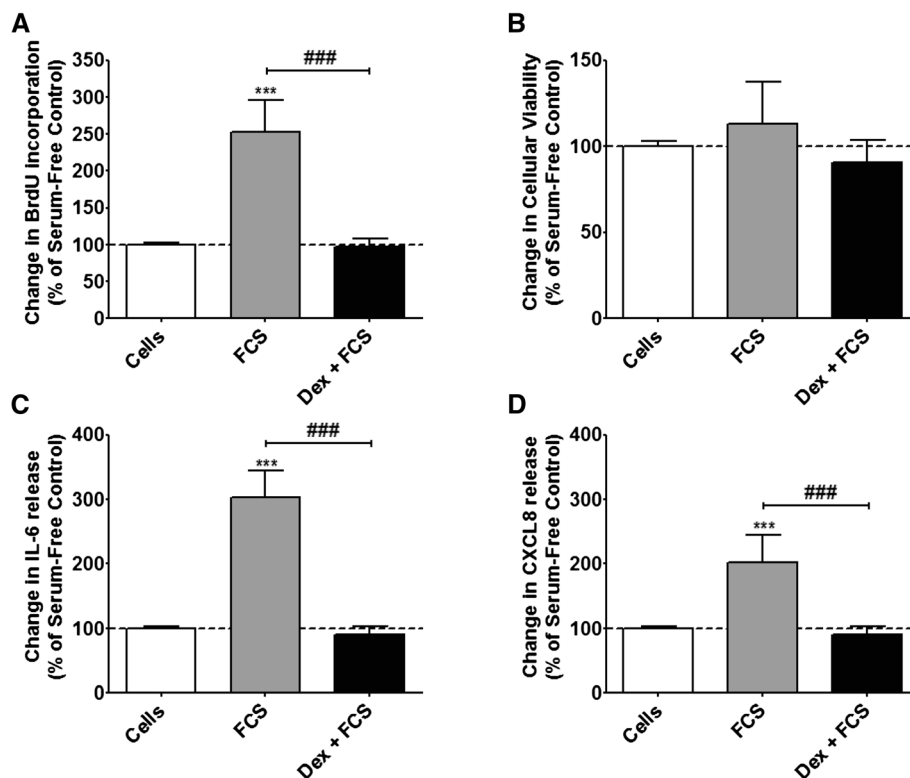 A
Change in BrdU Incorporation
(% of Serum-Free Control)
350
300
250
200
150
100
50
0
***
###
Cells
FCS
Dex + FCS
B
Change in Cellular Viability
(% of Serum-Free Control)
150
100
50
0
Cells
FCS
Dex + FCS
C
Change in IL-6 release
(% of Serum-Free Control)
400
300
200
100
0
***
###
Cells
FCS
Dex + FCS
D
Change in CXCL8 release
(% of Serum-Free Control)
400
300
200
100
0
***
###
Cells
FCS
Dex + FCS